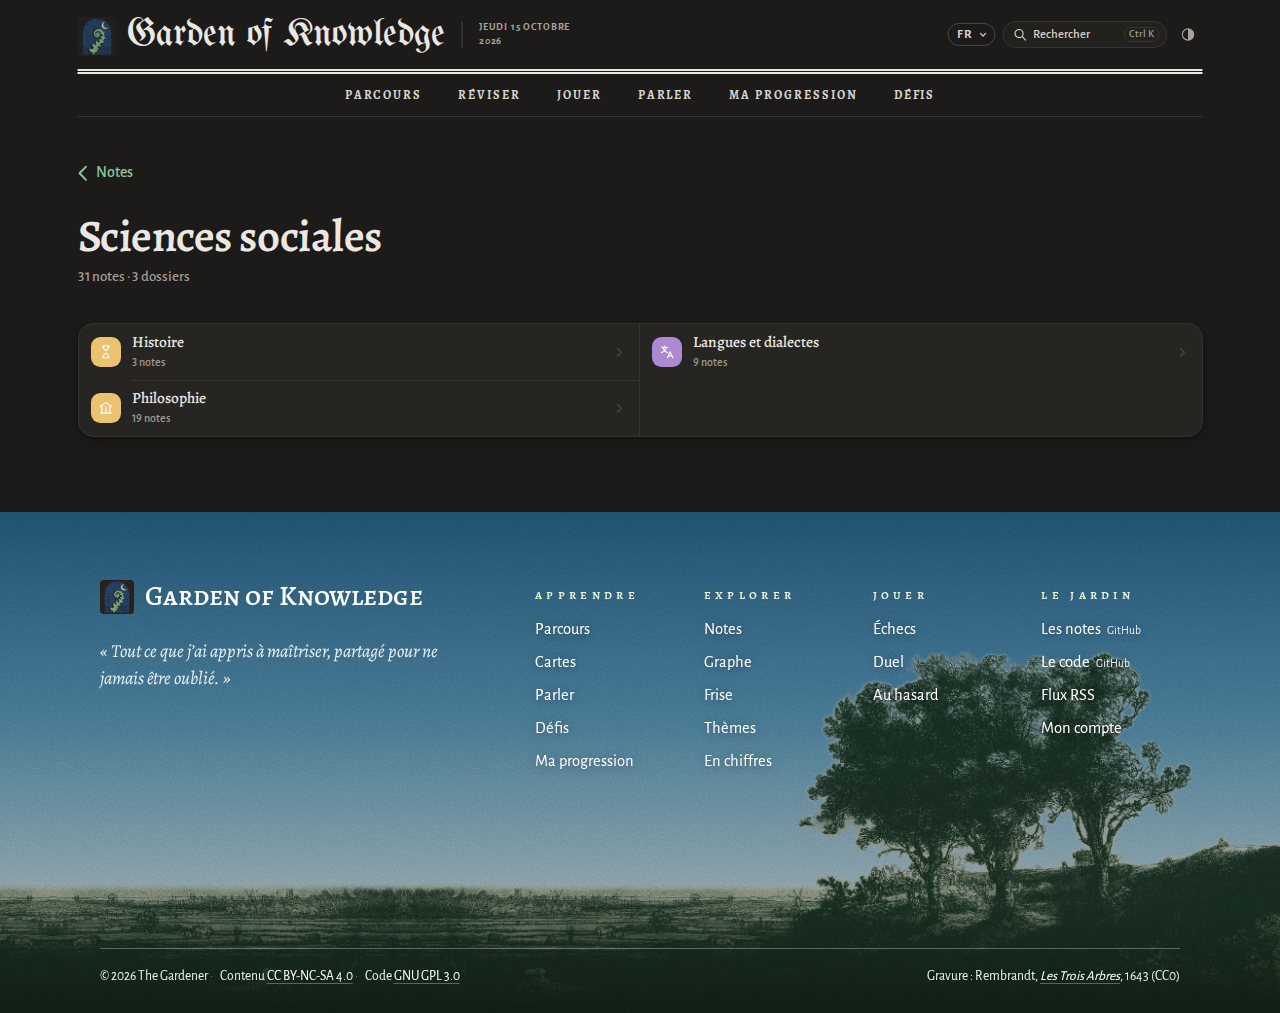 Garden of Knowledge
JEUDI 15 OCTOBRE
2026
FR
Rechercher
Ctrl K
PARCOURS
RÉVISER
JOUER
PARLER
MA PROGRESSION
DÉFIS
Notes
Sciences sociales
31 notes · 3 dossiers
Histoire
3 notes
Langues et dialectes
9 notes
Philosophie
19 notes
Garden of Knowledge
« Tout ce que j’ai appris à maîtriser, partagé pour ne
jamais être oublié. »
APPRENDRE
Parcours
Cartes
Parler
Défis
Ma progression
EXPLORER
Notes
Graphe
Frise
Thèmes
En chiffres
JOUER
Échecs
Duel
Au hasard
LE JARDIN
Les notes GitHub
Le code GitHub
Flux RSS
Mon compte
© 2026 The Gardener · Contenu CC BY-NC-SA 4.0 · Code GNU GPL 3.0
Gravure : Rembrandt, Les Trois Arbres, 1643 (CC0)